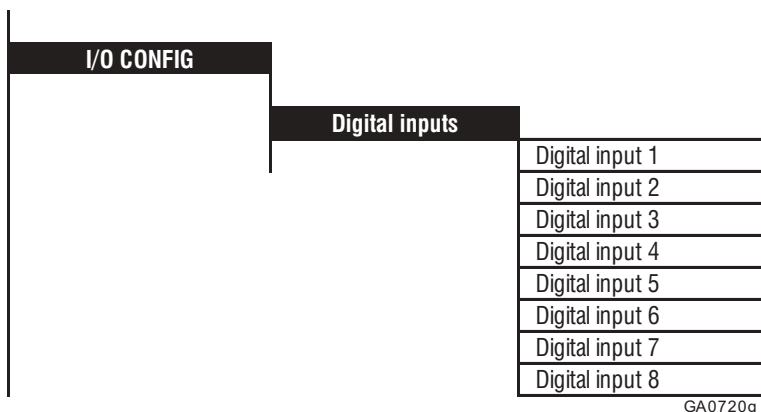 I/O CONFIG
Digital inputs
Digital input 1
Digital input 2
Digital input 3
Digital input 4
Digital input 5
Digital input 6
Digital input 7
Digital input 8
GA0720g